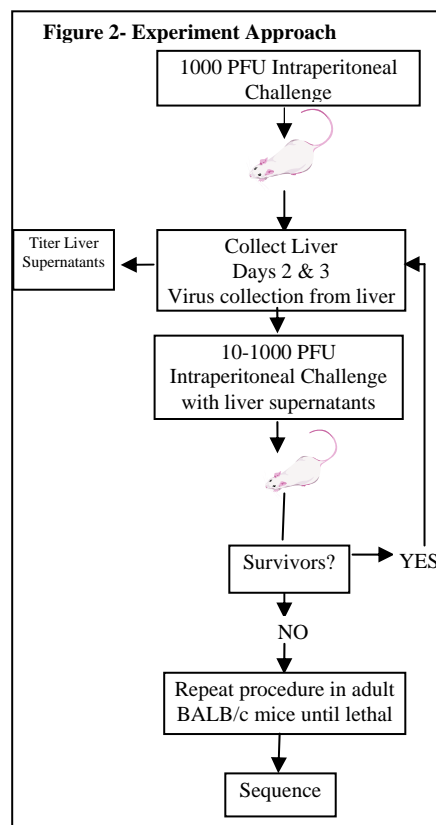 Figure 2- Experiment Approach
1000 PFU Intraperitoneal
Challenge
Titer Liver
Supernatants
Collect Liver
Days 2 & 3
Virus collection from liver
10-1000 PFU
Intraperitoneal Challenge
with liver supernatants
Survivors?
YES
NO
Repeat procedure in adult
BALB/c mice until lethal
Sequence